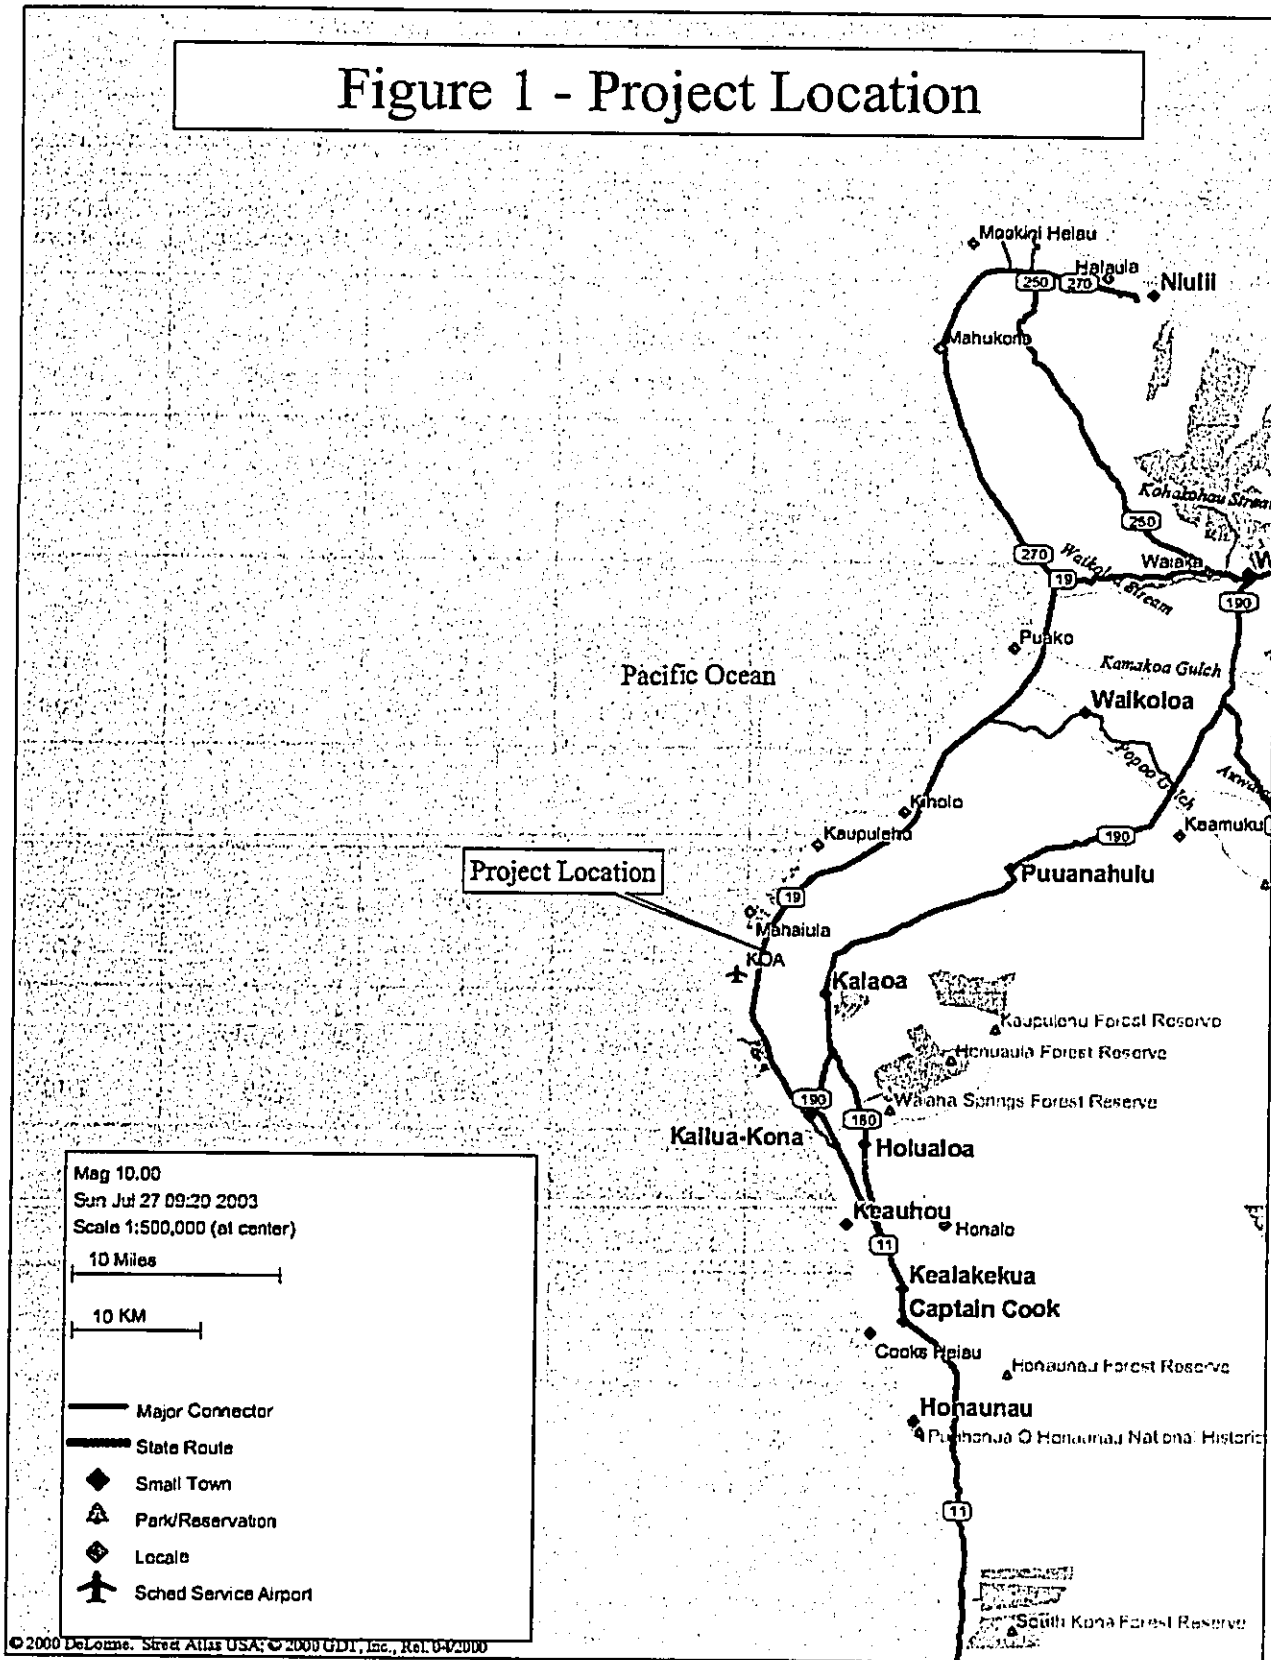 Figure 1 - Project Location
Mookini Heiau
Halaula
250
270
Niulii
Mahukona
Kohakohau Stream
250
270
Waikoloa Stream
Waiaka
W
19
190
Puako
Pacific Ocean
Kamakoa Gulch
Waikoloa
Popoo Gulch
Kiholo
Kaupulehu
190
Keamuku
Project Location
Puuanahulu
19
Mahaiula
KOA
Kalaoa
Kaupulehu Forest Reserve
Honuaula Forest Reserve
190
Waiaha Springs Forest Reserve
180
Kailua-Kona
Holualoa
Keauhou
Honalo
11
Kealakekua
Captain Cook
Cooks Heiau
Honaunau Forest Reserve
Honaunau
Puuhonua O Honaunau National Historic
11
South Kona Forest Reserve
Mag 10.00
Sun Jul 27 09:20 2003
Scale 1:500,000 (at center)
10 Miles
10 KM
Major Connector
State Route
Small Town
Park/Reservation
Locale
Sched Service Airport
© 2000 DeLorme. Street Atlas USA; © 2000 GDT, Inc., Rel. 04/2000